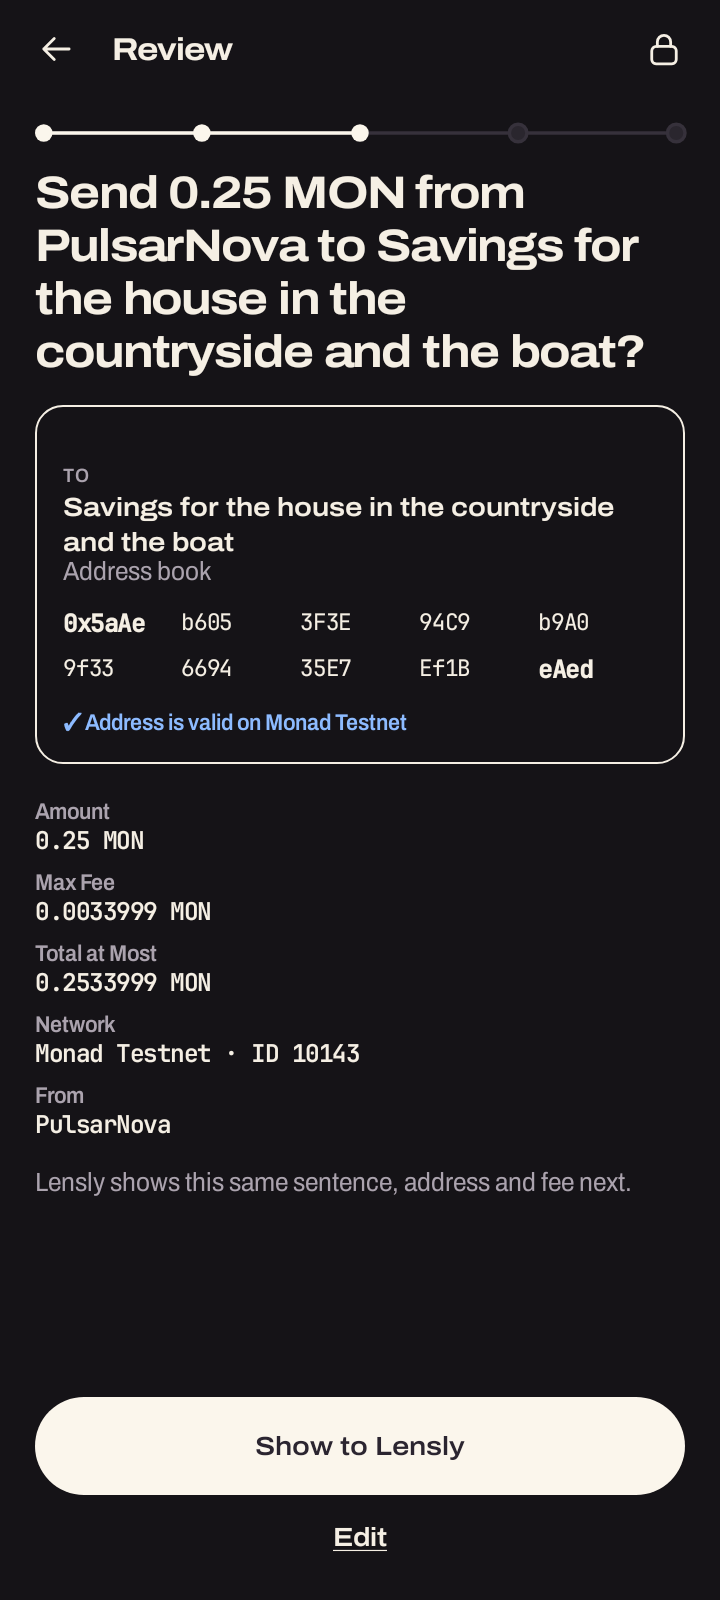 Review
Send 0.25 MON from
PulsarNova to Savings for
the house in the
countryside and the boat?
TO
Savings for the house in the countryside
and the boat
Address book
0x5aAe b605 3F3E 94C9 b9A0
9f33 6694 35E7 Ef1B eAed
✓ Address is valid on Monad Testnet
Amount
0.25 MON
Max Fee
0.0033999 MON
Total at Most
0.2533999 MON
Network
Monad Testnet · ID 10143
From
PulsarNova
Lensly shows this same sentence, address and fee next.
Show to Lensly
Edit